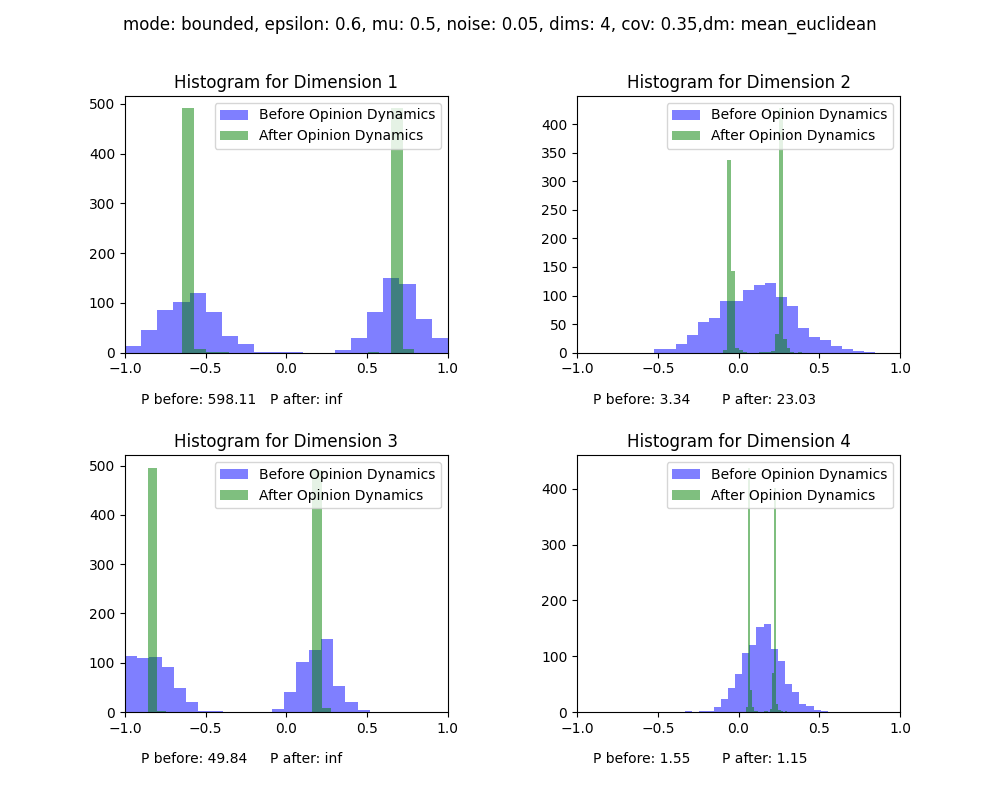 mode: bounded, epsilon: 0.6, mu: 0.5, noise: 0.05, dims: 4, cov: 0.35,dm: mean_euclidean
Histogram for Dimension 1
Before Opinion Dynamics
After Opinion Dynamics
500
400
300
200
100
0
−1.0 −0.5 0.0 0.5 1.0
P before: 598.11 P after: inf
Histogram for Dimension 2
Before Opinion Dynamics
After Opinion Dynamics
400
350
300
250
200
150
100
50
0
−1.0 −0.5 0.0 0.5 1.0
P before: 3.34 P after: 23.03
Histogram for Dimension 3
Before Opinion Dynamics
After Opinion Dynamics
500
400
300
200
100
0
−1.0 −0.5 0.0 0.5 1.0
P before: 49.84 P after: inf
Histogram for Dimension 4
Before Opinion Dynamics
After Opinion Dynamics
400
300
200
100
0
−1.0 −0.5 0.0 0.5 1.0
P before: 1.55 P after: 1.15